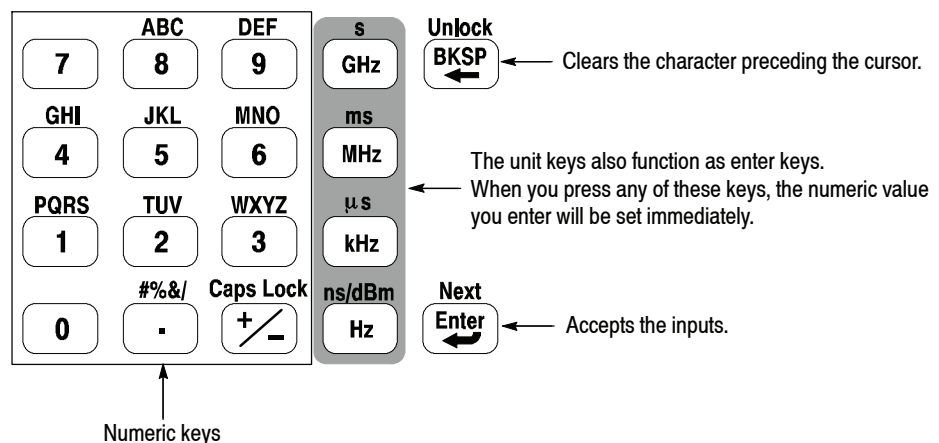 ABC DEF s Unlock
7 8 9 GHz BKSP Clears the character preceding the cursor.
GHI JKL MNO ms
4 5 6 MHz
The unit keys also function as enter keys.
When you press any of these keys, the numeric value
you enter will be set immediately.
PQRS TUV WXYZ μs
1 2 3 kHz
#%&/ Caps Lock ns/dBm Next
0 . +/− Hz Enter Accepts the inputs.
Numeric keys